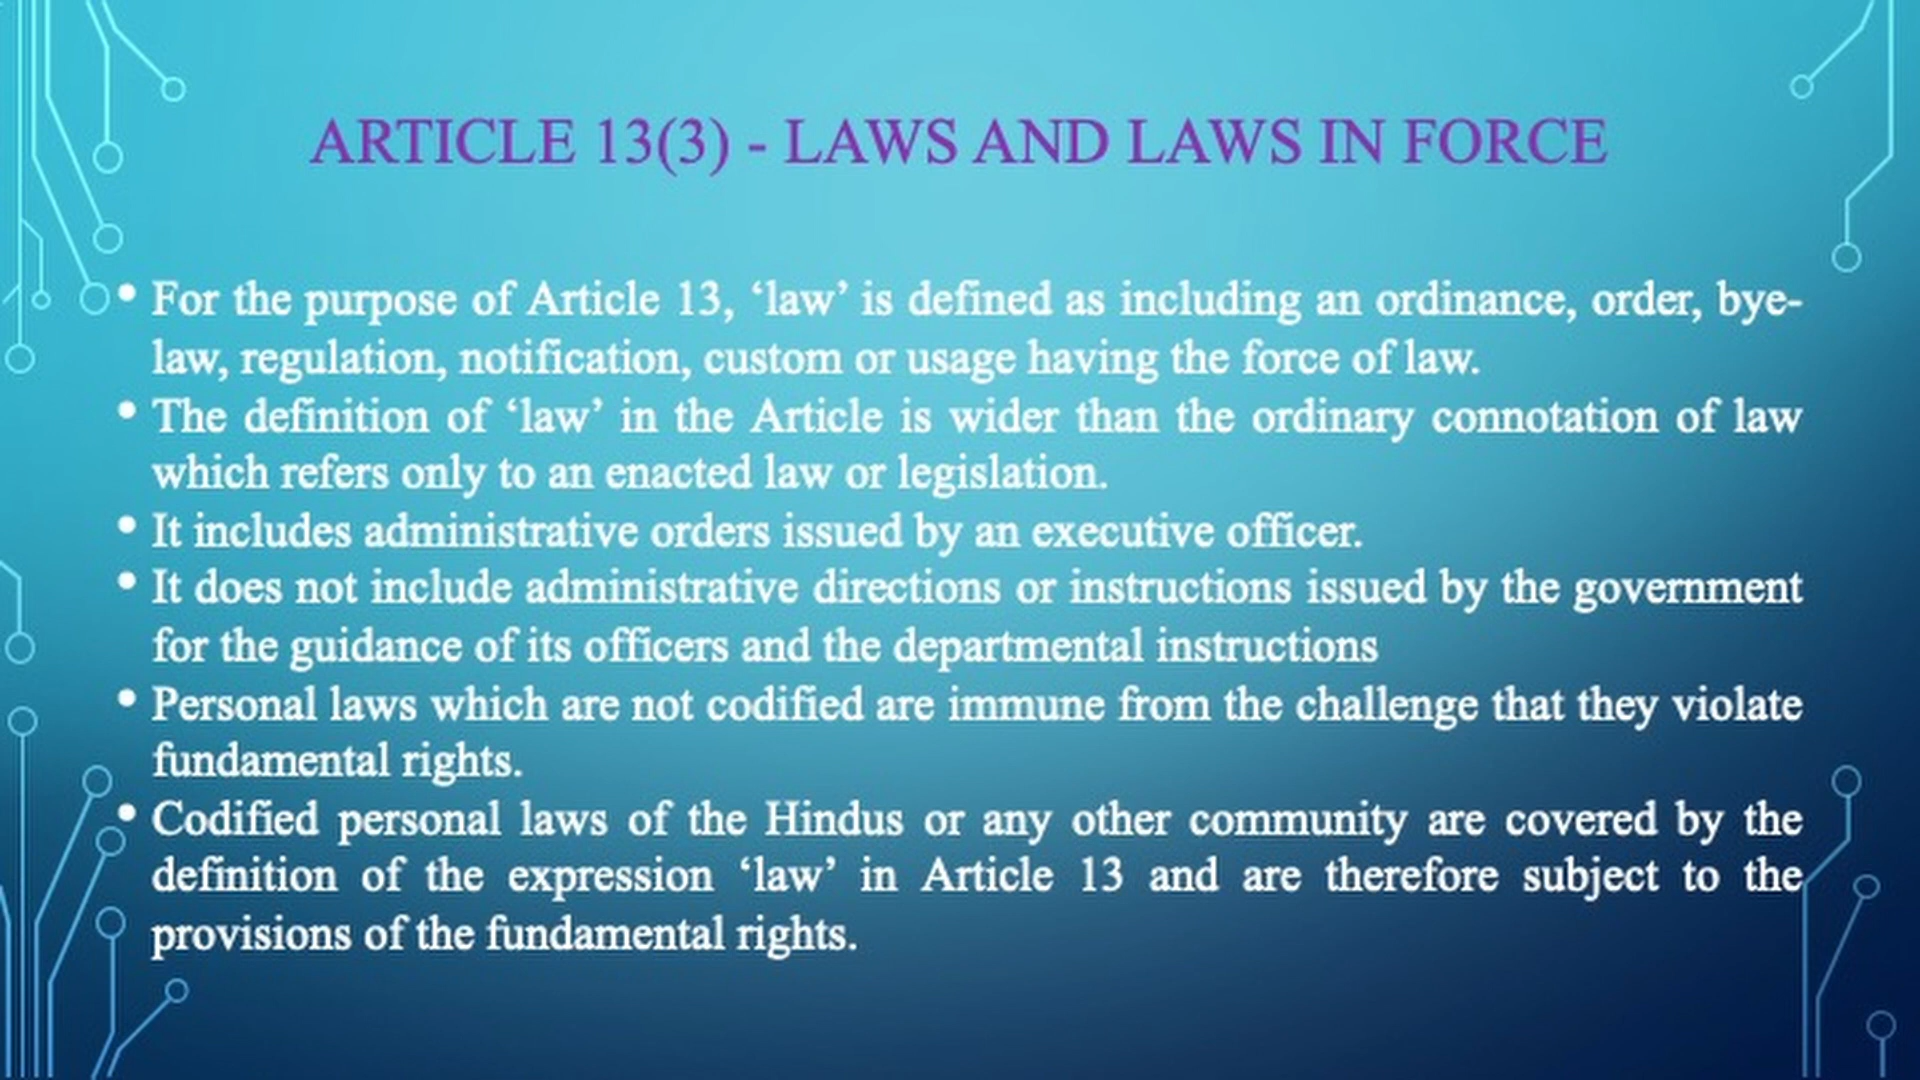 ARTICLE 13(3) - LAWS AND LAWS IN FORCE
• For the purpose of Article 13, ‘law’ is defined as including an ordinance, order, bye-
law, regulation, notification, custom or usage having the force of law.
• The definition of ‘law’ in the Article is wider than the ordinary connotation of law
which refers only to an enacted law or legislation.
• It includes administrative orders issued by an executive officer.
• It does not include administrative directions or instructions issued by the government
for the guidance of its officers and the departmental instructions
• Personal laws which are not codified are immune from the challenge that they violate
fundamental rights.
• Codified personal laws of the Hindus or any other community are covered by the
definition of the expression ‘law’ in Article 13 and are therefore subject to the
provisions of the fundamental rights.